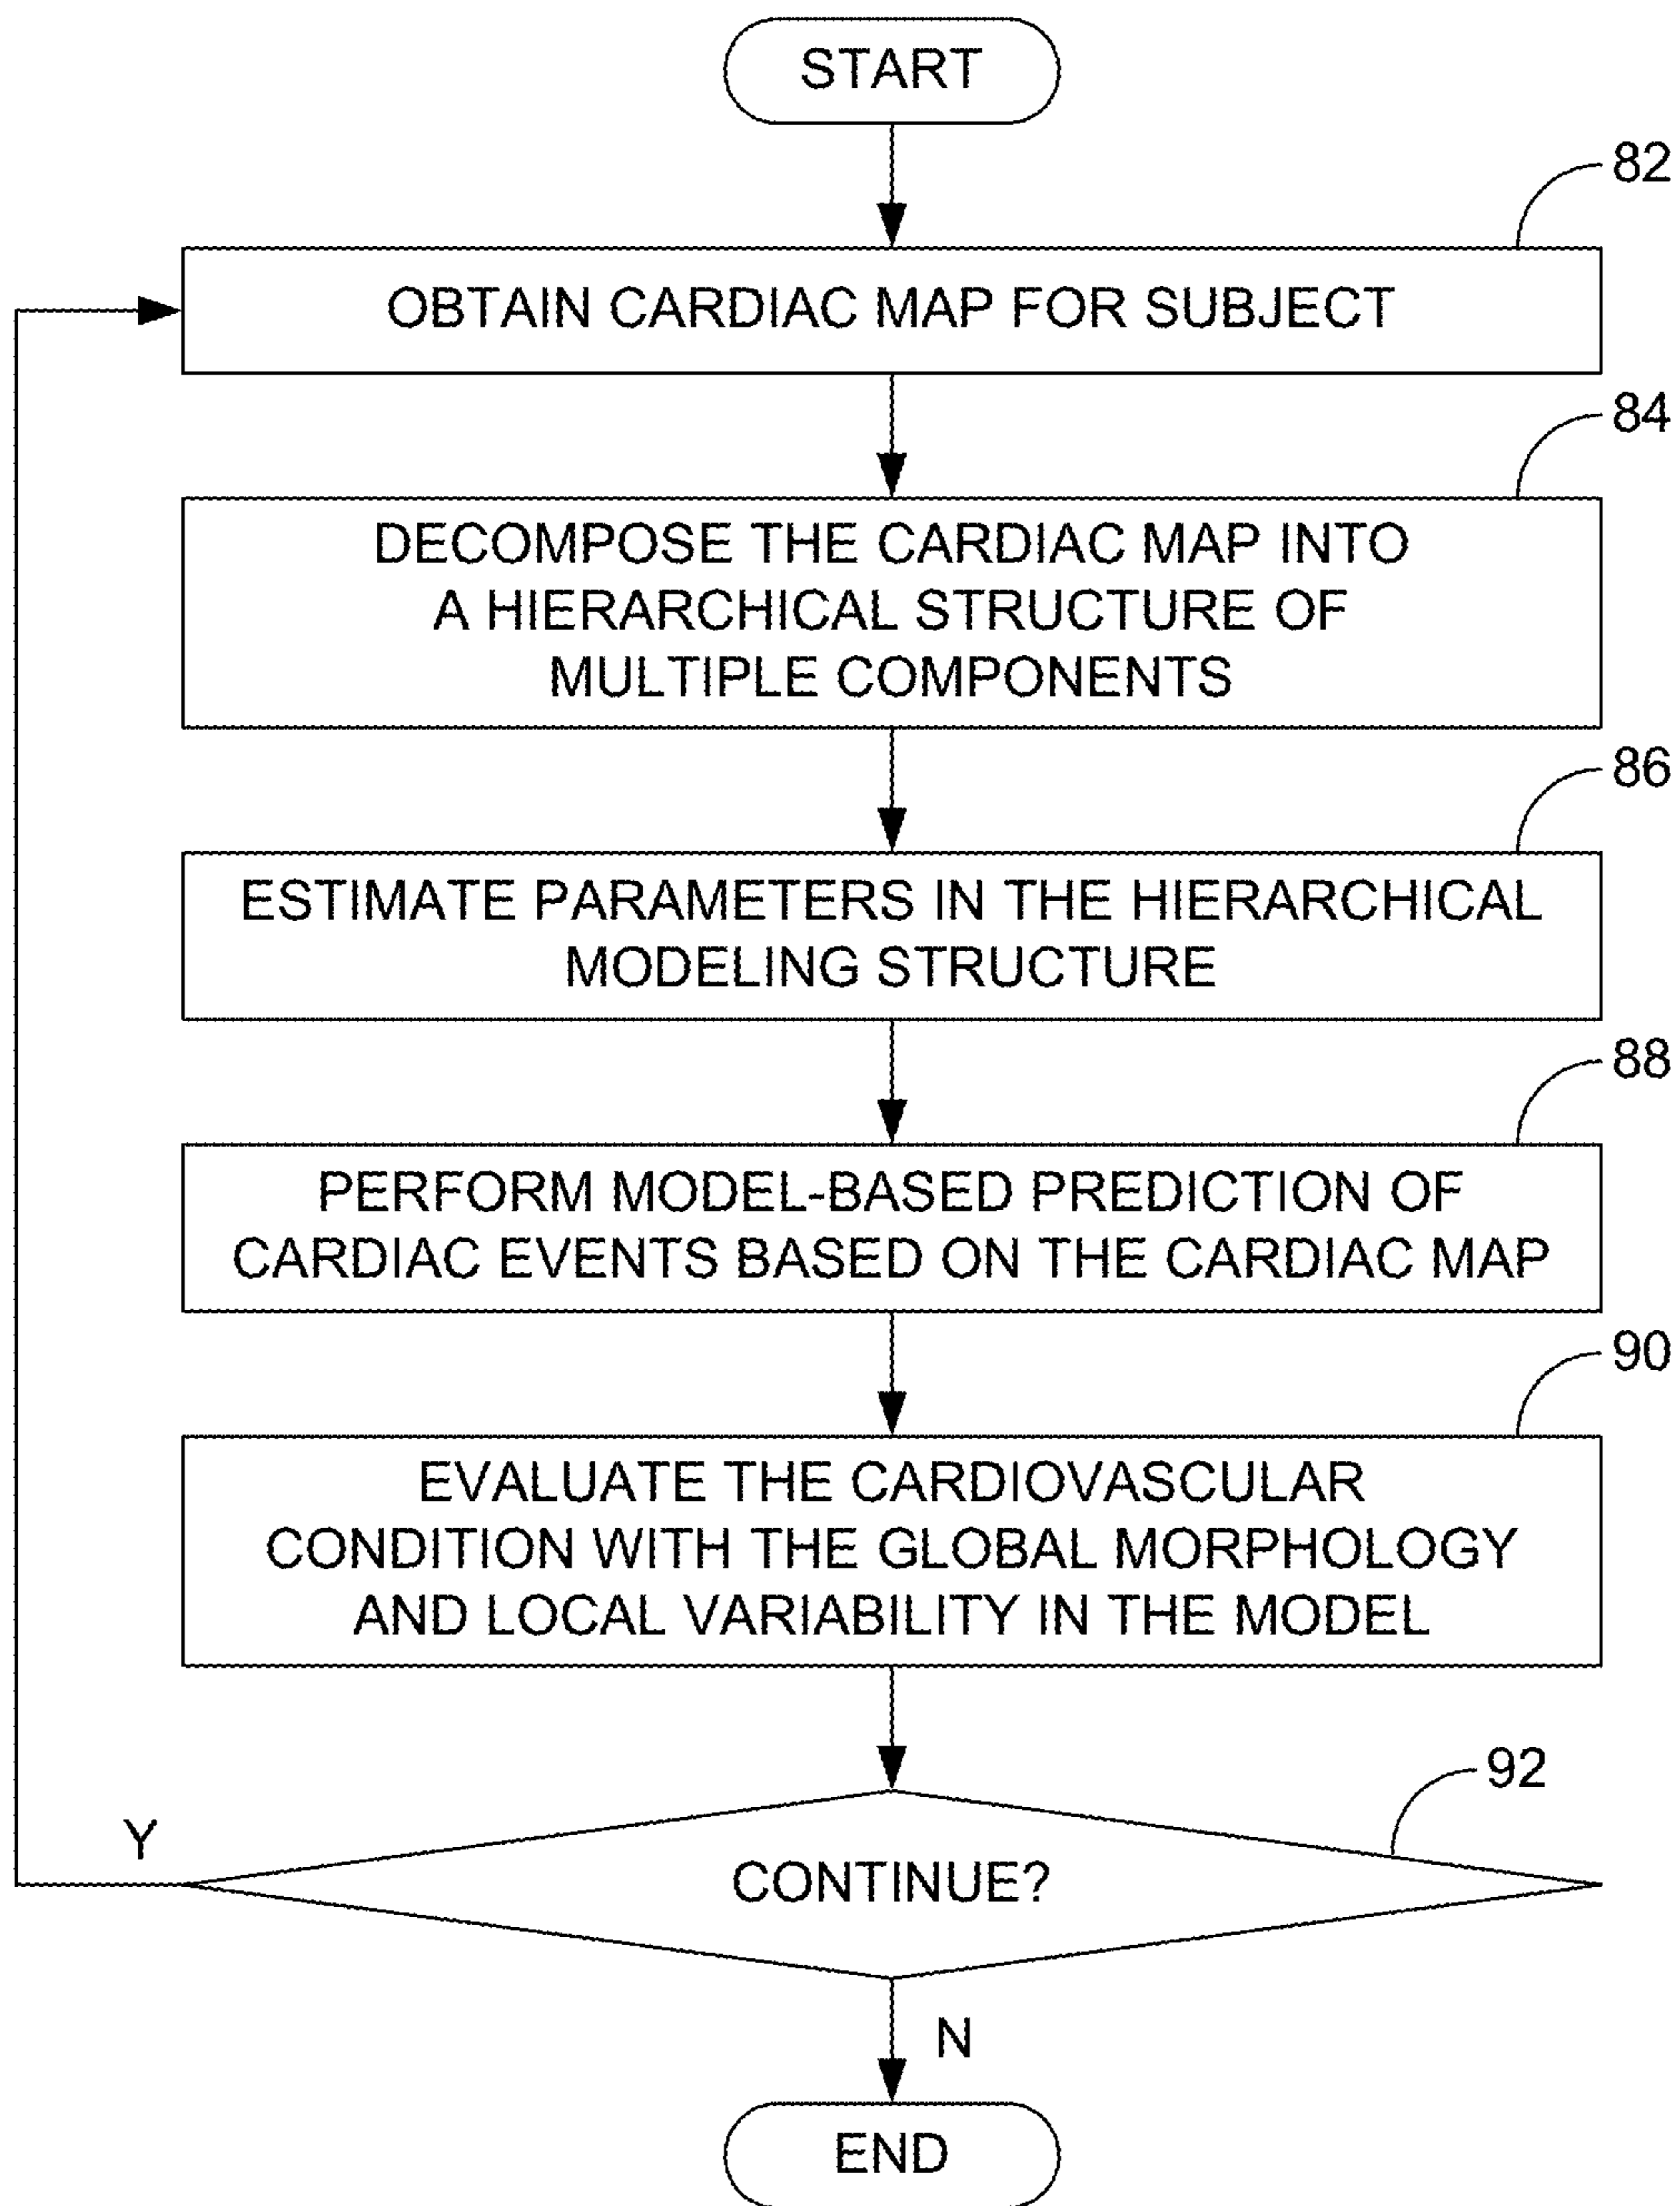 START
82
OBTAIN CARDIAC MAP FOR SUBJECT
84
DECOMPOSE THE CARDIAC MAP INTO
A HIERARCHICAL STRUCTURE OF
MULTIPLE COMPONENTS
86
ESTIMATE PARAMETERS IN THE HIERARCHICAL
MODELING STRUCTURE
88
PERFORM MODEL-BASED PREDICTION OF
CARDIAC EVENTS BASED ON THE CARDIAC MAP
90
EVALUATE THE CARDIOVASCULAR
CONDITION WITH THE GLOBAL MORPHOLOGY
AND LOCAL VARIABILITY IN THE MODEL
92
Y
CONTINUE?
N
END